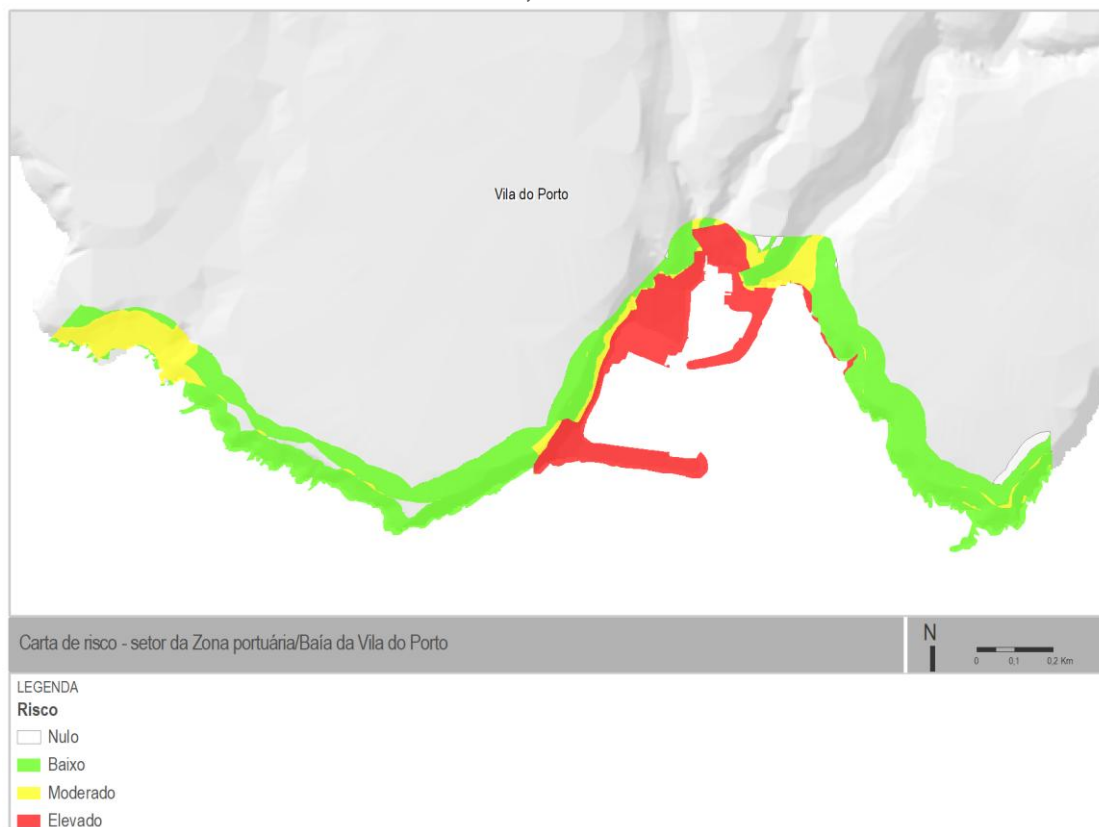 Vila do Porto
Carta de risco - setor da Zona portuária/Baía da Vila do Porto
N
0 0,1 0,2 Km
LEGENDA
Risco
Nulo
Baixo
Moderado
Elevado